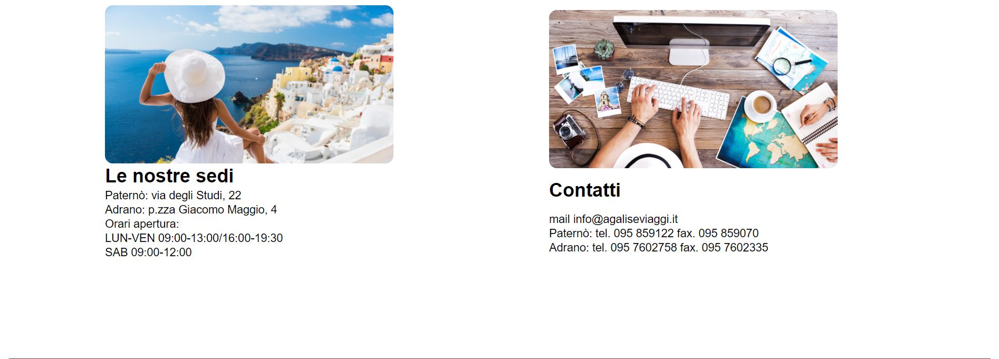 Le nostre sedi
Paternò: via degli Studi, 22
Adrano: p.zza Giacomo Maggio, 4
Orari apertura:
LUN-VEN 09:00-13:00/16:00-19:30
SAB 09:00-12:00
Contatti
mail info@agaliseviaggi.it
Paternò: tel. 095 859122 fax. 095 859070
Adrano: tel. 095 7602758 fax. 095 7602335